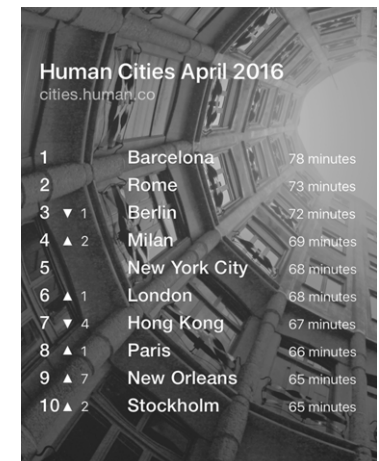 Human Cities April 2016
cities.human.co
1 Barcelona 78 minutes
2 Rome 73 minutes
3 ▼ 1 Berlin 72 minutes
4 ▲ 2 Milan 69 minutes
5 New York City 68 minutes
6 ▲ 1 London 68 minutes
7 ▼ 4 Hong Kong 67 minutes
8 ▲ 1 Paris 66 minutes
9 ▲ 7 New Orleans 65 minutes
10 ▲ 2 Stockholm 65 minutes